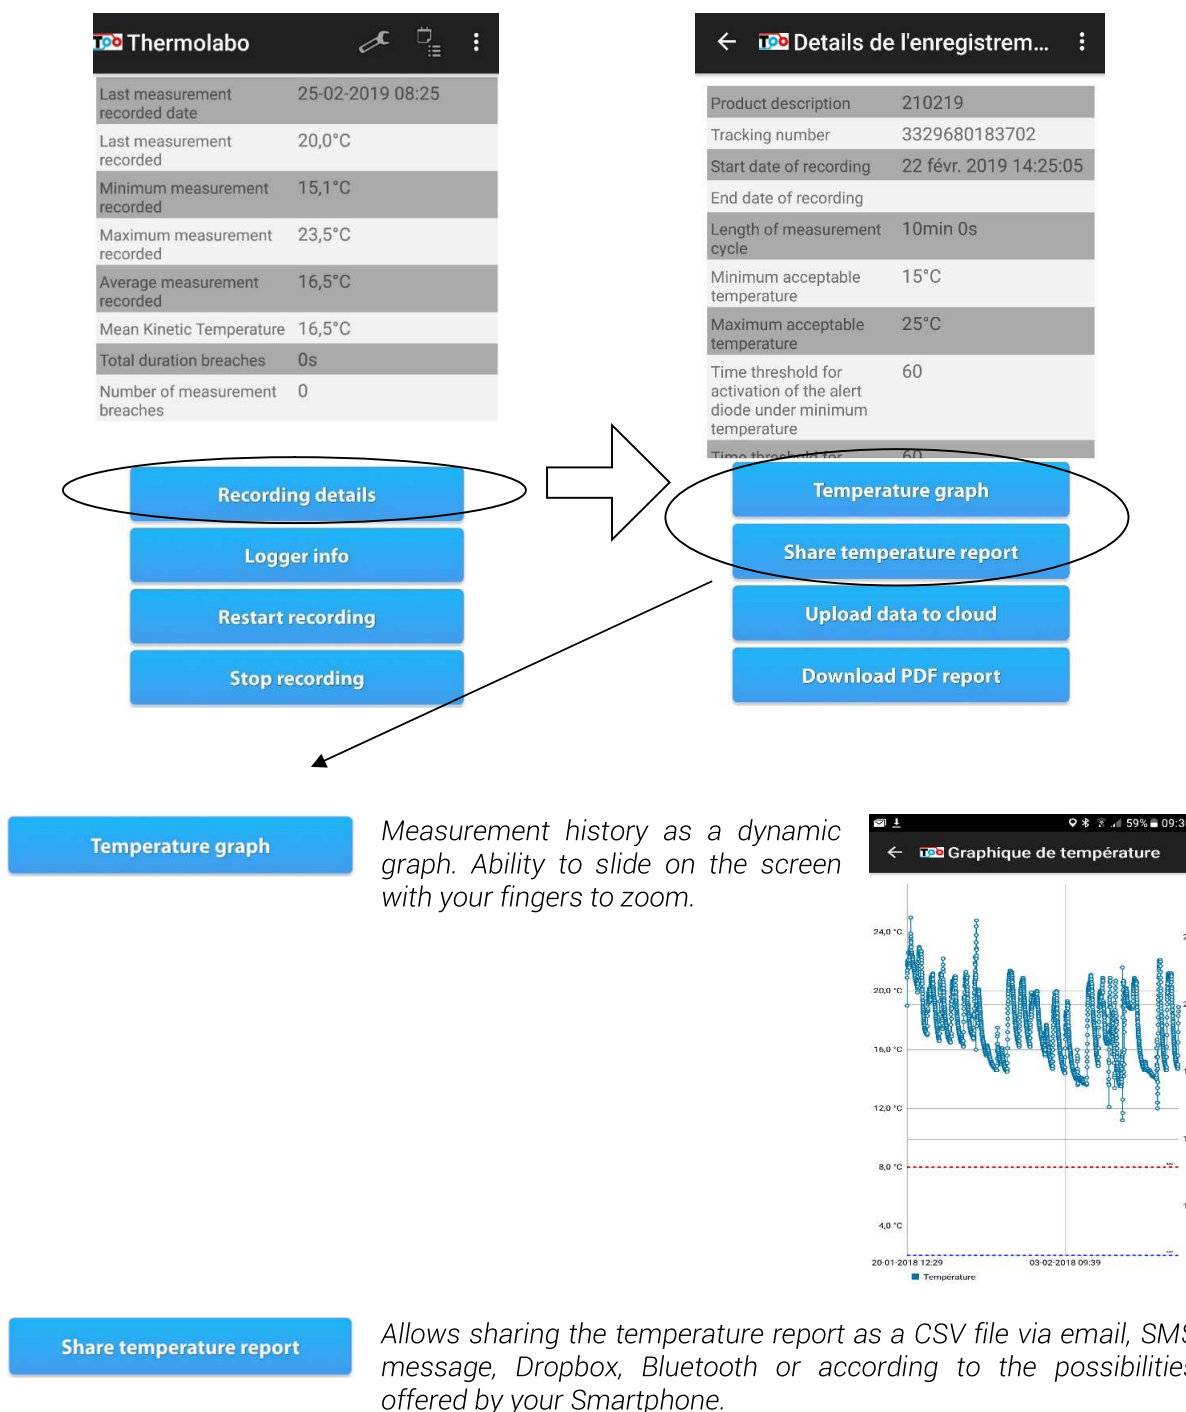 TPB Thermolabo
Last measurement recorded date 25-02-2019 08:25
Last measurement recorded 20,0°C
Minimum measurement recorded 15,1°C
Maximum measurement recorded 23,5°C
Average measurement recorded 16,5°C
Mean Kinetic Temperature 16,5°C
Total duration breaches 0s
Number of measurement breaches 0
Recording details
Logger info
Restart recording
Stop recording
Details de l'enregistrem...
Product description 210219
Tracking number 3329680183702
Start date of recording 22 févr. 2019 14:25:05
End date of recording
Length of measurement cycle 10min 0s
Minimum acceptable temperature 15°C
Maximum acceptable temperature 25°C
Time threshold for activation of the alert diode under minimum temperature 60
Time threshold for 60
Temperature graph
Share temperature report
Upload data to cloud
Download PDF report
Temperature graph
Measurement history as a dynamic
graph. Ability to slide on the screen
with your fingers to zoom.
59% 09:3
Graphique de température
24,0 °C
20,0 °C
16,0 °C
12,0 °C
8,0 °C
4,0 °C
20-01-2018 12:29 03-02-2018 09:39
Température
Share temperature report
Allows sharing the temperature report as a CSV file via email, SMS
message, Dropbox, Bluetooth or according to the possibilities
offered by your Smartphone.